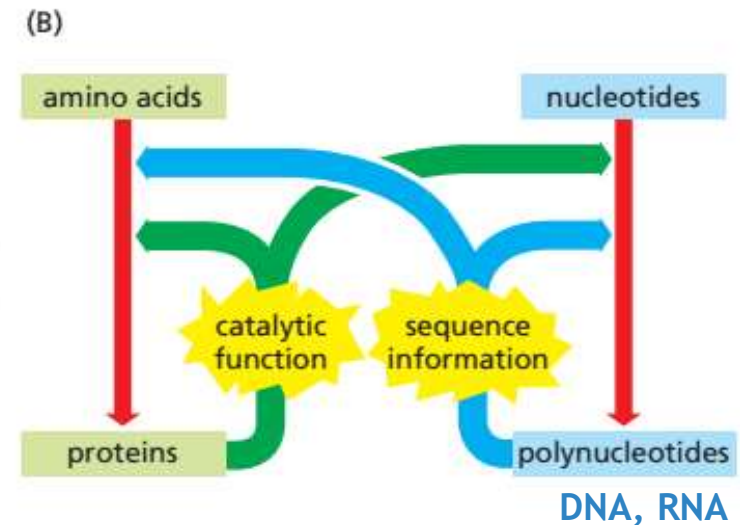 (B)
amino acids
nucleotides
catalytic
function
sequence
information
proteins
polynucleotides
DNA, RNA